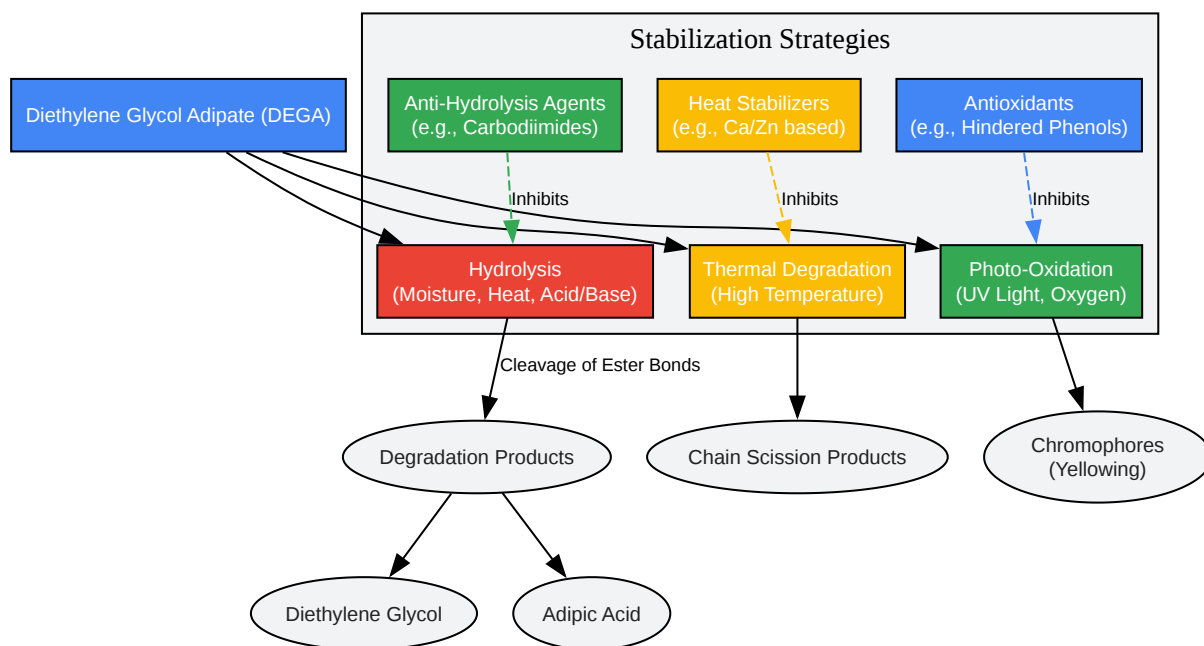 Stabilization Strategies
Diethylene Glycol Adipate (DEGA)
Anti-Hydrolysis Agents
(e.g., Carbodiimides)
Heat Stabilizers
(e.g., Ca/Zn based)
Antioxidants
(e.g., Hindered Phenols)
Inhibits
Inhibits
Inhibits
Hydrolysis
(Moisture, Heat, Acid/Base)
Thermal Degradation
(High Temperature)
Photo-Oxidation
(UV Light, Oxygen)
Cleavage of Ester Bonds
Degradation Products
Chain Scission Products
Chromophores
(Yellowing)
Diethylene Glycol
Adipic Acid